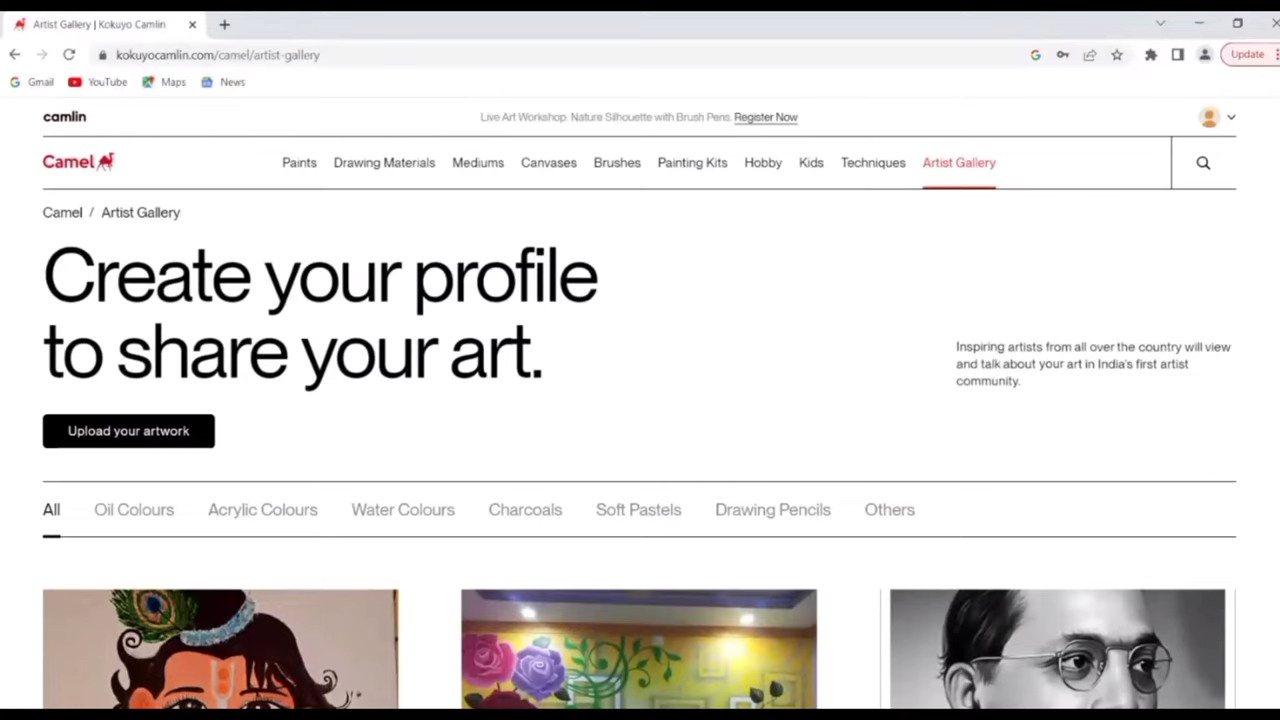 Artist Gallery | Kokuyo Camlin
kokuyocamlin.com/camel/artist-gallery
Update
Gmail YouTube Maps News
camlin
Live Art Workshop: Nature Silhouette with Brush Pens. Register Now
Camel
Paints Drawing Materials Mediums Canvases Brushes Painting Kits Hobby Kids Techniques Artist Gallery
Camel / Artist Gallery
Create your profile
to share your art.
Inspiring artists from all over the country will view
and talk about your art in India's first artist
community.
Upload your artwork
All Oil Colours Acrylic Colours Water Colours Charcoals Soft Pastels Drawing Pencils Others